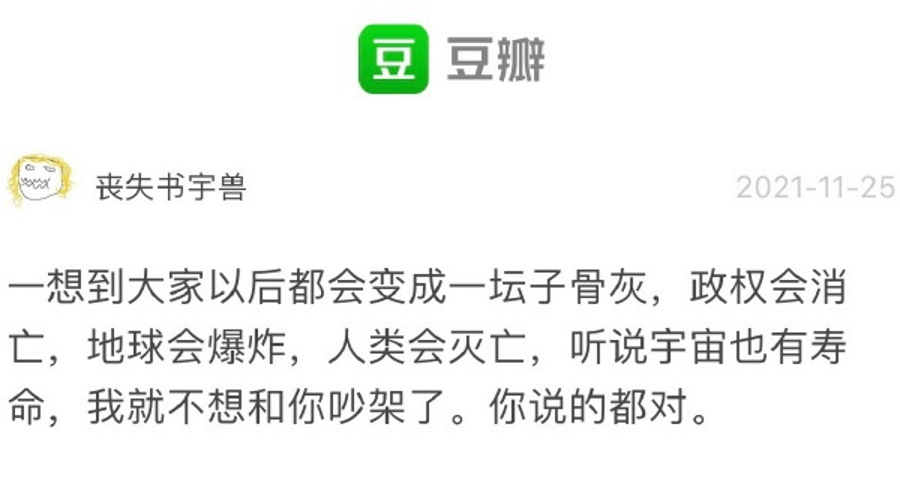 豆 豆瓣
丧失书宇兽 2021-11-25
一想到大家以后都会变成一坛子骨灰，政权会消
亡，地球会爆炸，人类会灭亡，听说宇宙也有寿
命，我就不想和你吵架了。你说的都对。